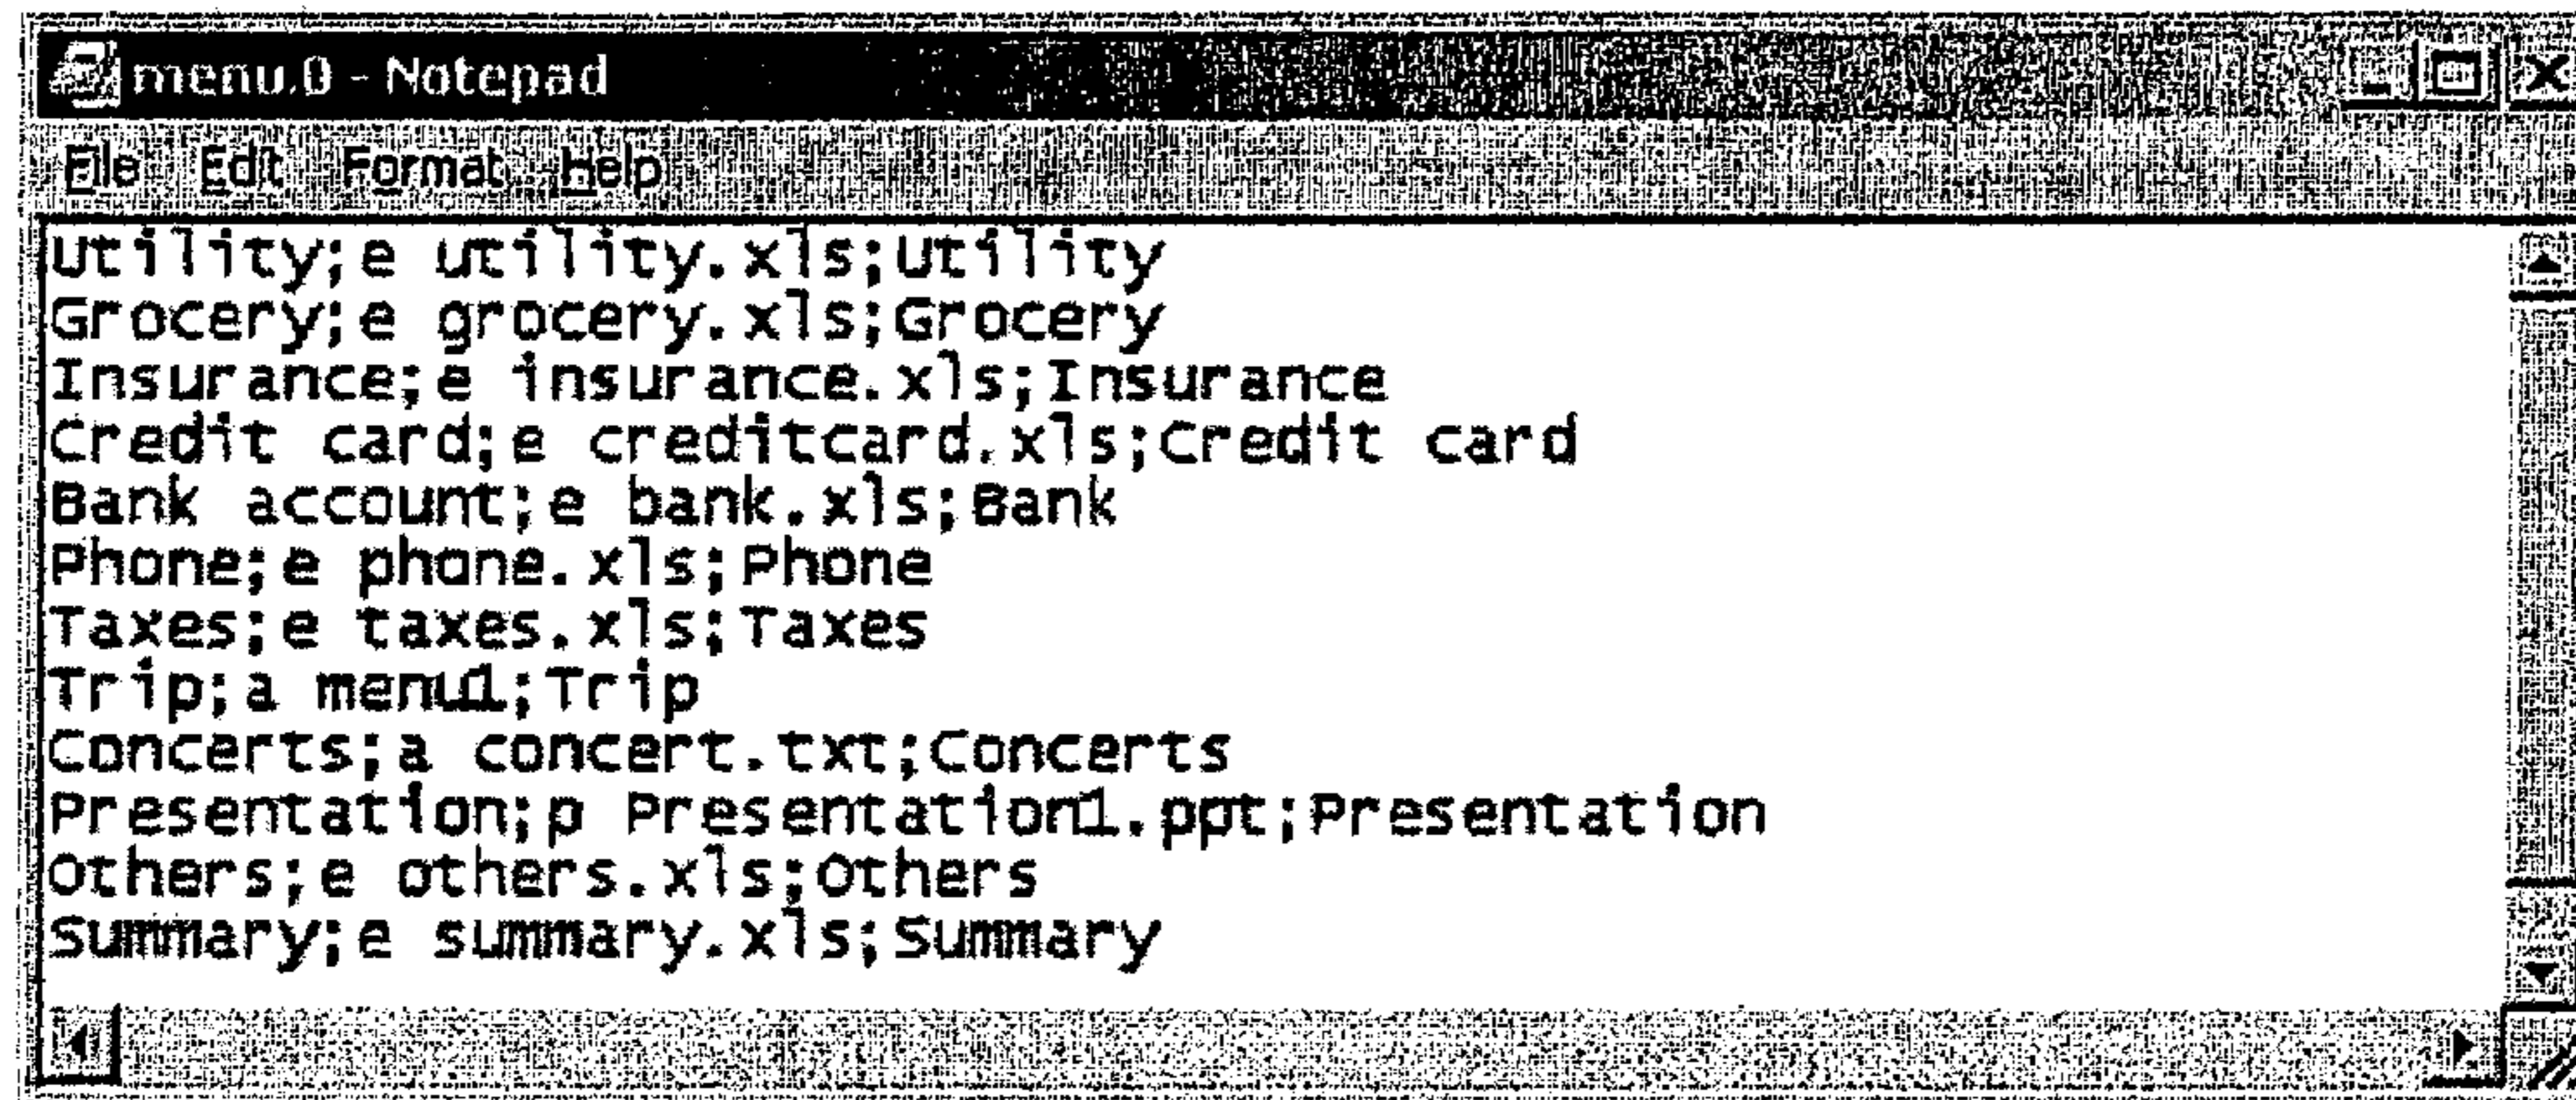 menu.0 - Notepad
File Edit Format Help
Utility;e utility.xls;Utility
Grocery;e grocery.xls;Grocery
Insurance;e insurance.xls;Insurance
Credit card;e creditcard.xls;Credit card
Bank account;e bank.xls;Bank
Phone;e phone.xls;Phone
Taxes;e taxes.xls;Taxes
Trip;a menu1;Trip
Concerts;a concert.txt;Concerts
Presentation;p Presentation1.ppt;Presentation
Others;e others.xls;Others
Summary;e summary.xls;Summary